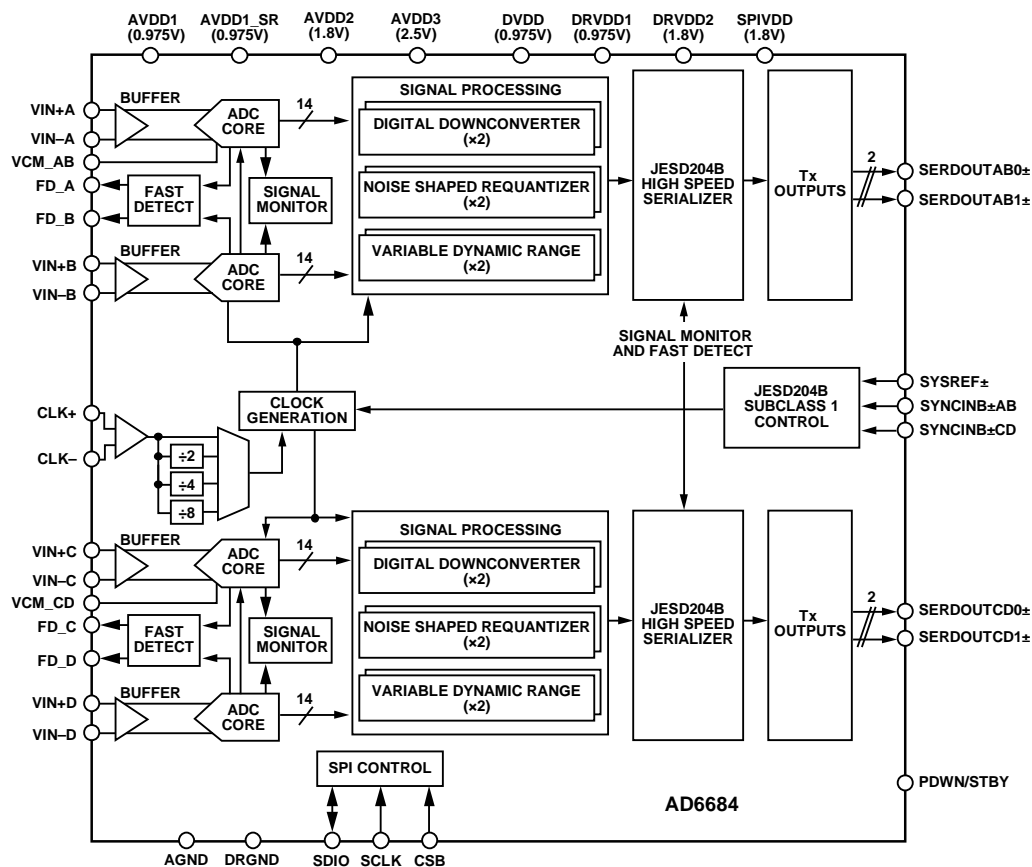 AVDD1
(0.975V)
AVDD1_SR
(0.975V)
AVDD2
(1.8V)
AVDD3
(2.5V)
DVDD
(0.975V)
DRVDD1
(0.975V)
DRVDD2
(1.8V)
SPIVDD
(1.8V)
VIN+A
VIN–A
VCM_AB
FD_A
FD_B
VIN+B
VIN–B
BUFFER
ADC
CORE
14
FAST
DETECT
SIGNAL
MONITOR
BUFFER
ADC
CORE
14
SIGNAL PROCESSING
DIGITAL DOWNCONVERTER
(×2)
NOISE SHAPED REQUANTIZER
(×2)
VARIABLE DYNAMIC RANGE
(×2)
JESD204B
HIGH SPEED
SERIALIZER
Tx
OUTPUTS
2
SERDOUTAB0±
SERDOUTAB1±
SIGNAL MONITOR
AND FAST DETECT
CLK+
CLK–
÷2
÷4
÷8
CLOCK
GENERATION
JESD204B
SUBCLASS 1
CONTROL
SYSREF±
SYNCINB±AB
SYNCINB±CD
VIN+C
VIN–C
VCM_CD
FD_C
FD_D
VIN+D
VIN–D
BUFFER
ADC
CORE
14
FAST
DETECT
SIGNAL
MONITOR
BUFFER
ADC
CORE
14
SIGNAL PROCESSING
DIGITAL DOWNCONVERTER
(×2)
NOISE SHAPED REQUANTIZER
(×2)
VARIABLE DYNAMIC RANGE
(×2)
JESD204B
HIGH SPEED
SERIALIZER
Tx
OUTPUTS
2
SERDOUTCD0±
SERDOUTCD1±
SPI CONTROL
PDWN/STBY
AD6684
AGND
DRGND
SDIO
SCLK
CSB